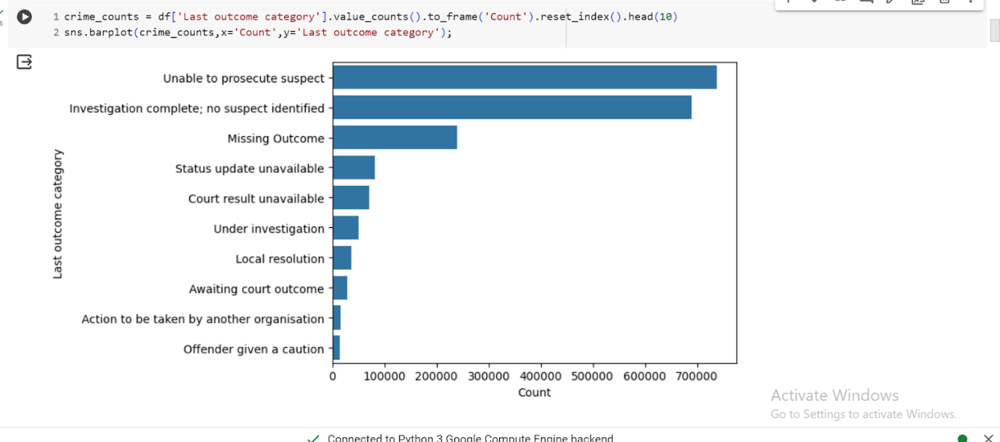 1 crime_counts = df['Last outcome category'].value_counts().to_frame('Count').reset_index().head(10)
2 sns.barplot(crime_counts,x='Count',y='Last outcome category');
Last outcome category
Unable to prosecute suspect
Investigation complete; no suspect identified
Missing Outcome
Status update unavailable
Court result unavailable
Under investigation
Local resolution
Awaiting court outcome
Action to be taken by another organisation
Offender given a caution
0 100000 200000 300000 400000 500000 600000 700000
Count
Activate Windows
Go to Settings to activate Windows.
Connected to Python 3 Google Compute Engine backend